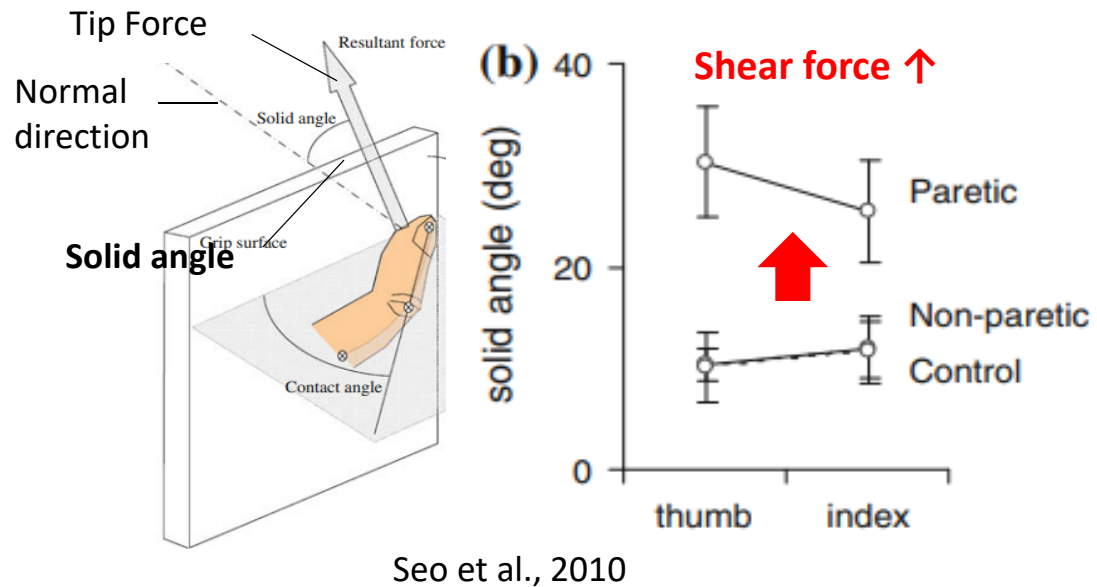 Tip Force
Normal
direction
Resultant force
Solid angle
Grip surface
Solid angle
Contact angle
(b)
Shear force ↑
solid angle (deg)
40
20
0
Paretic
Non-paretic
Control
thumb index
Seo et al., 2010